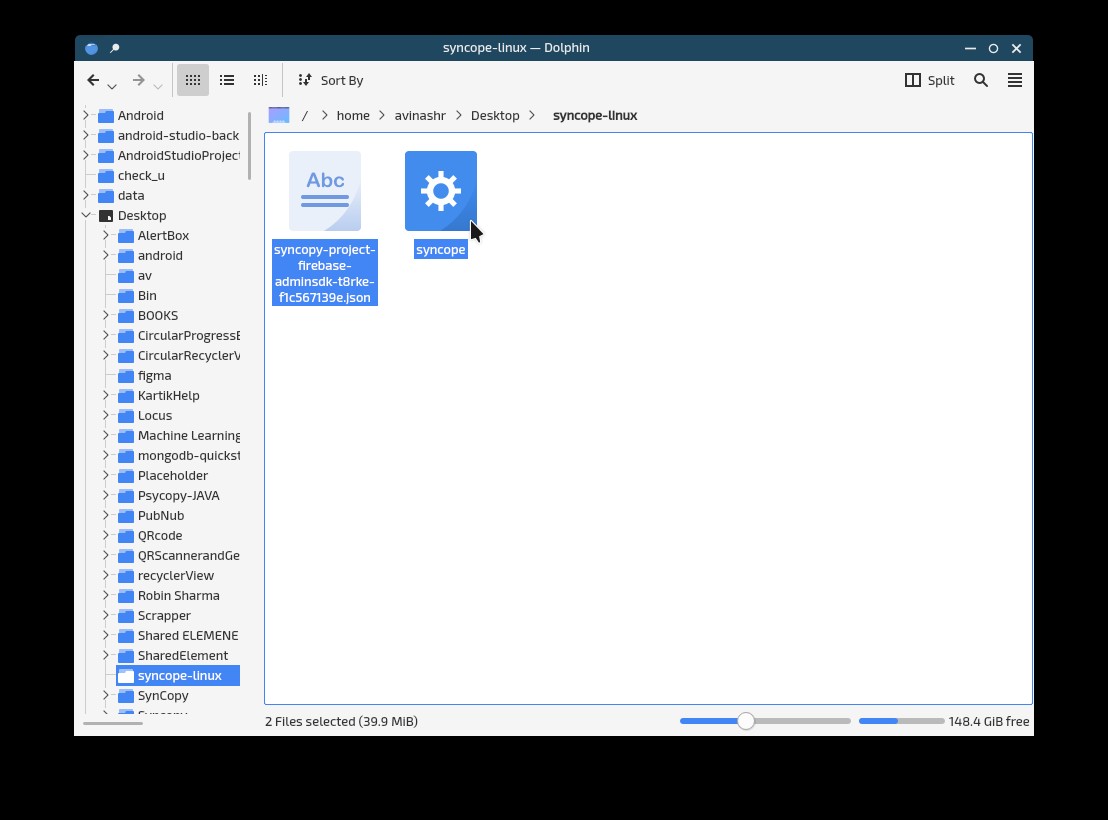 syncope-linux — Dolphin
Sort By
Split
/ home avinashr Desktop syncope-linux
Android
android-studio-back
AndroidStudioProject
check_u
data
Desktop
AlertBox
android
av
Bin
BOOKS
CircularProgressB
CircularRecyclerV
figma
KartikHelp
Locus
Machine Learning
mongodb-quickst
Placeholder
Psycopy-JAVA
PubNub
QRcode
QRScannerandGe
recyclerView
Robin Sharma
Scrapper
Shared ELEMENE
SharedElement
syncope-linux
SynCopy
Abc
syncopy-project-
firebase-
adminsdk-t8rke-
f1c567139e.json
syncope
2 Files selected (39.9 MiB)
148.4 GiB free